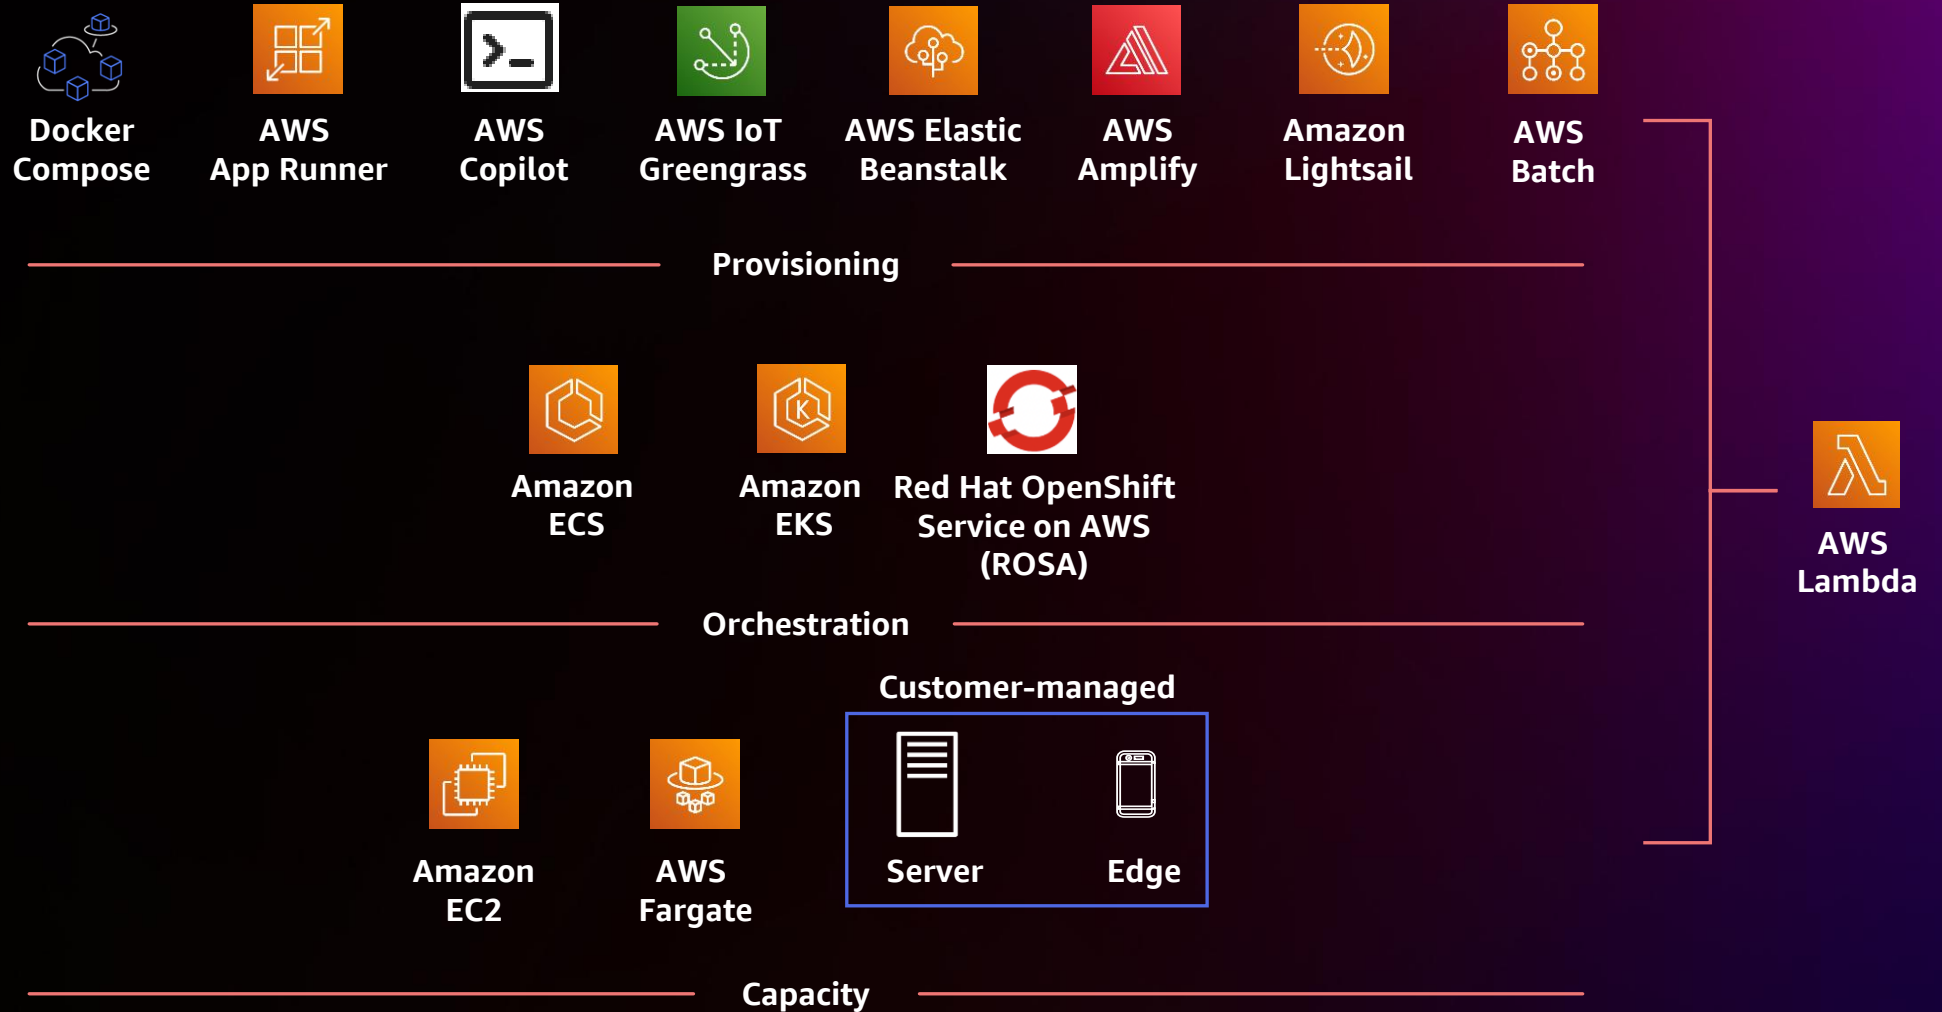 Docker
Compose
AWS
App Runner
AWS
Copilot
AWS IoT
Greengrass
AWS Elastic
Beanstalk
AWS
Amplify
Amazon
Lightsail
AWS
Batch
Provisioning
Amazon
ECS
K
Amazon
EKS
Red Hat OpenShift
Service on AWS
(ROSA)
AWS
Lambda
Orchestration
Customer-managed
Amazon
EC2
AWS
Fargate
Server
Edge
Capacity